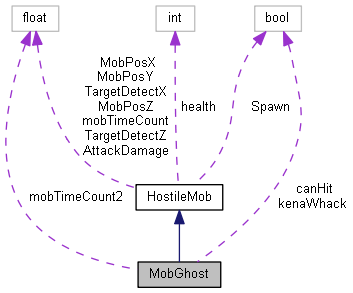 float
int
bool
MobPosX
MobPosY
TargetDetectX
MobPosZ
mobTimeCount
TargetDetectZ
AttackDamage
health
Spawn
mobTimeCount2
HostileMob
canHit
kenaWhack
MobGhost